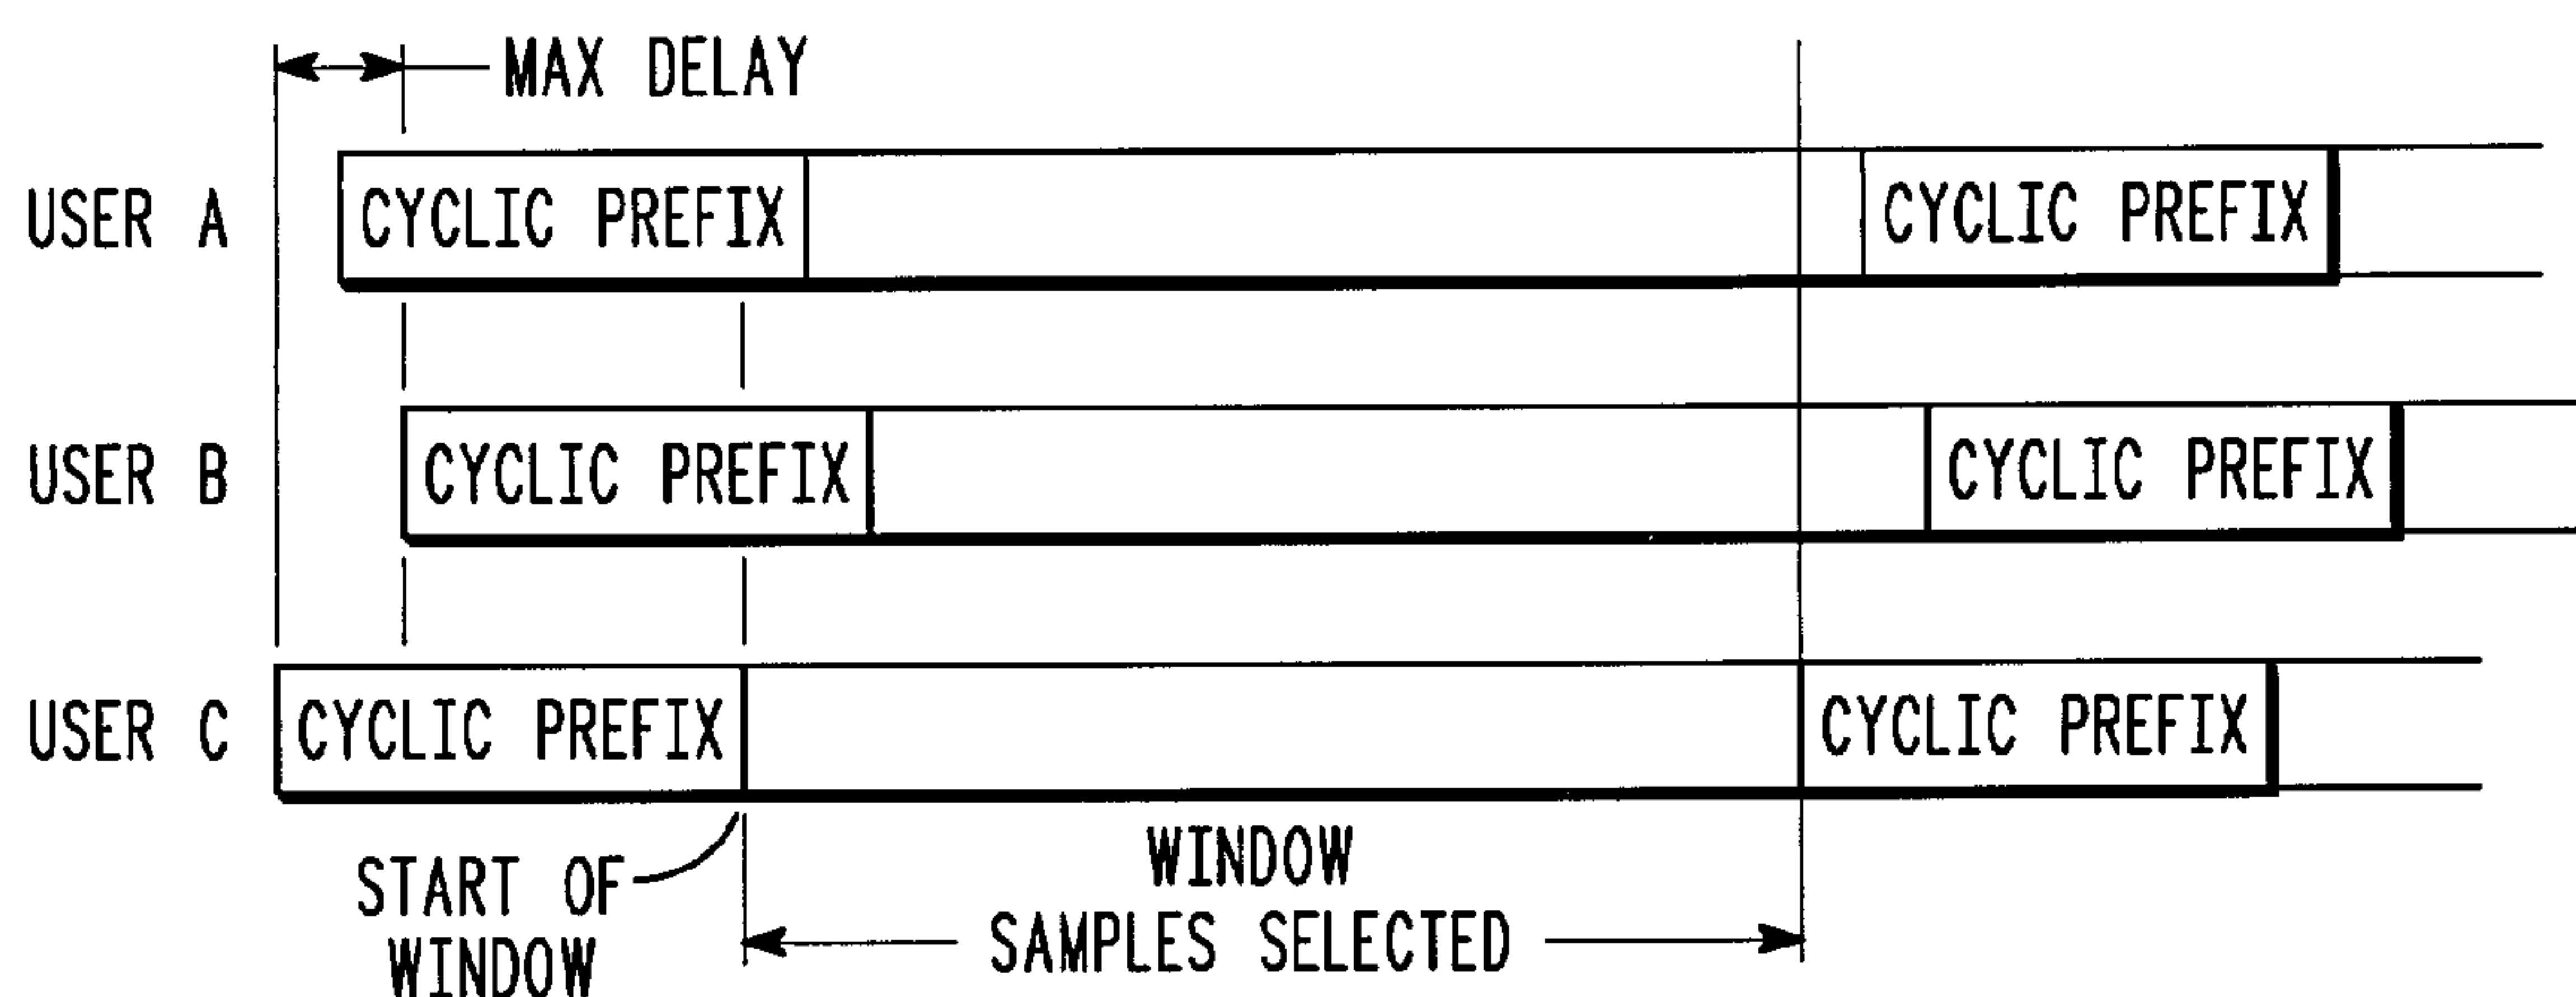 MAX DELAY
USER A
CYCLIC PREFIX
CYCLIC PREFIX
USER B
CYCLIC PREFIX
CYCLIC PREFIX
USER C
CYCLIC PREFIX
CYCLIC PREFIX
START OF
WINDOW
WINDOW
SAMPLES SELECTED